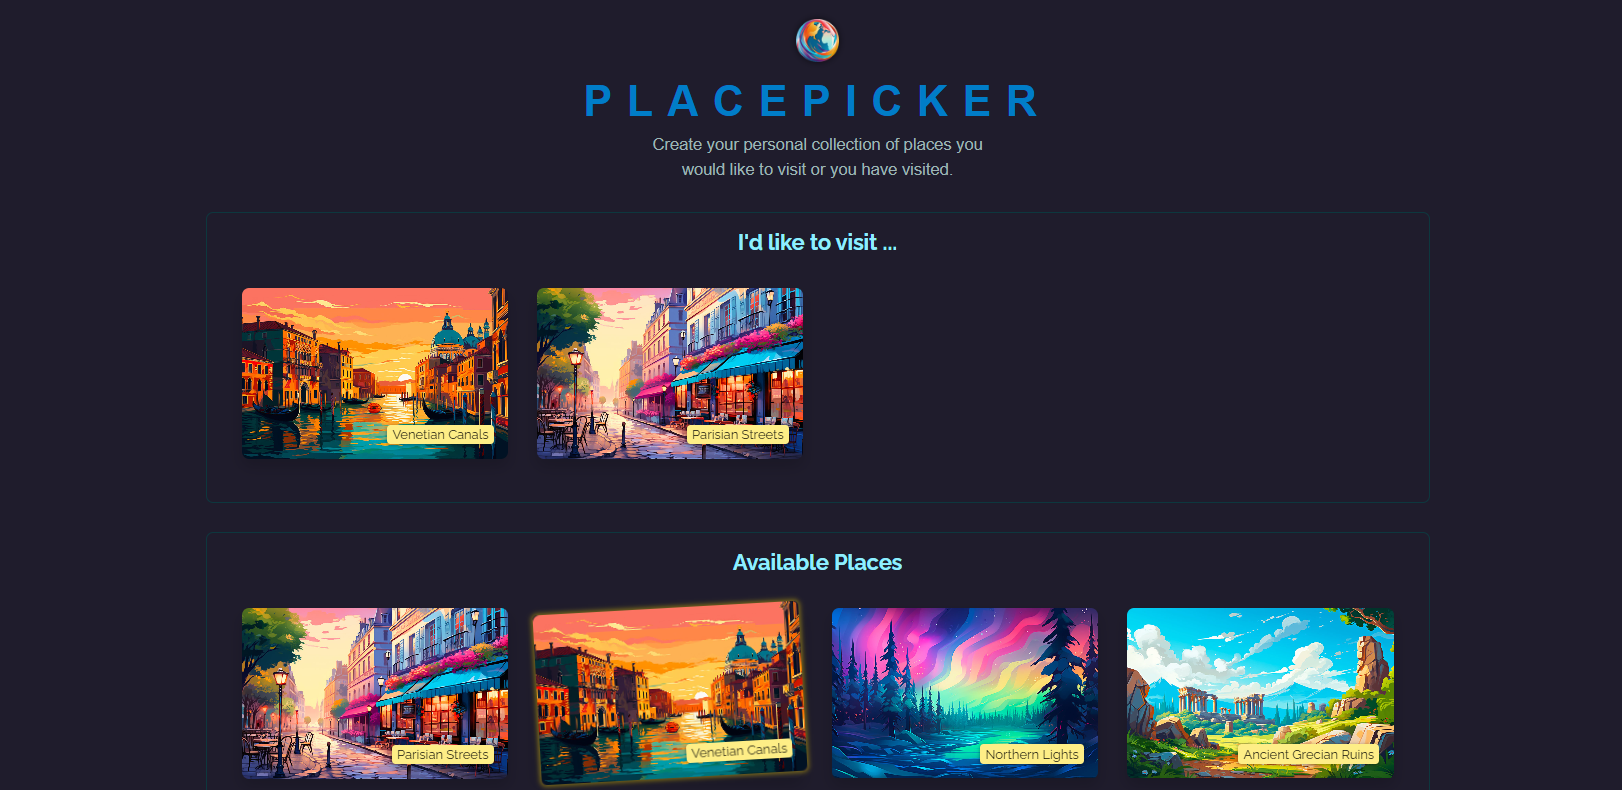 PLACEPICKER
Create your personal collection of places you
would like to visit or you have visited.
I'd like to visit ...
Venetian Canals
Parisian Streets
Available Places
Parisian Streets
Venetian Canals
Northern Lights
Ancient Grecian Ruins